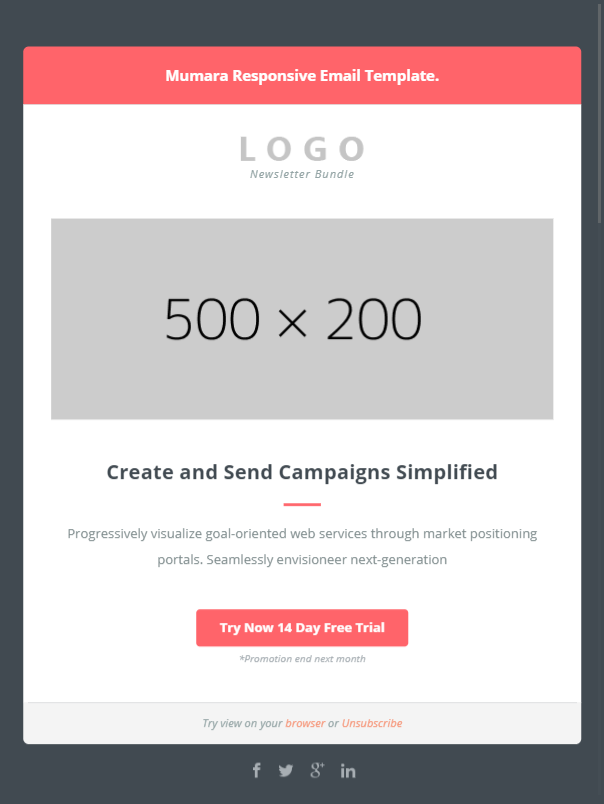 Mumara Responsive Email Template.
LOGO
Newsletter Bundle
500 × 200
Create and Send Campaigns Simplified
Progressively visualize goal-oriented web services through market positioning
portals. Seamlessly envisioneer next-generation
Try Now 14 Day Free Trial
*Promotion end next month
Try view on your browser or Unsubscribe